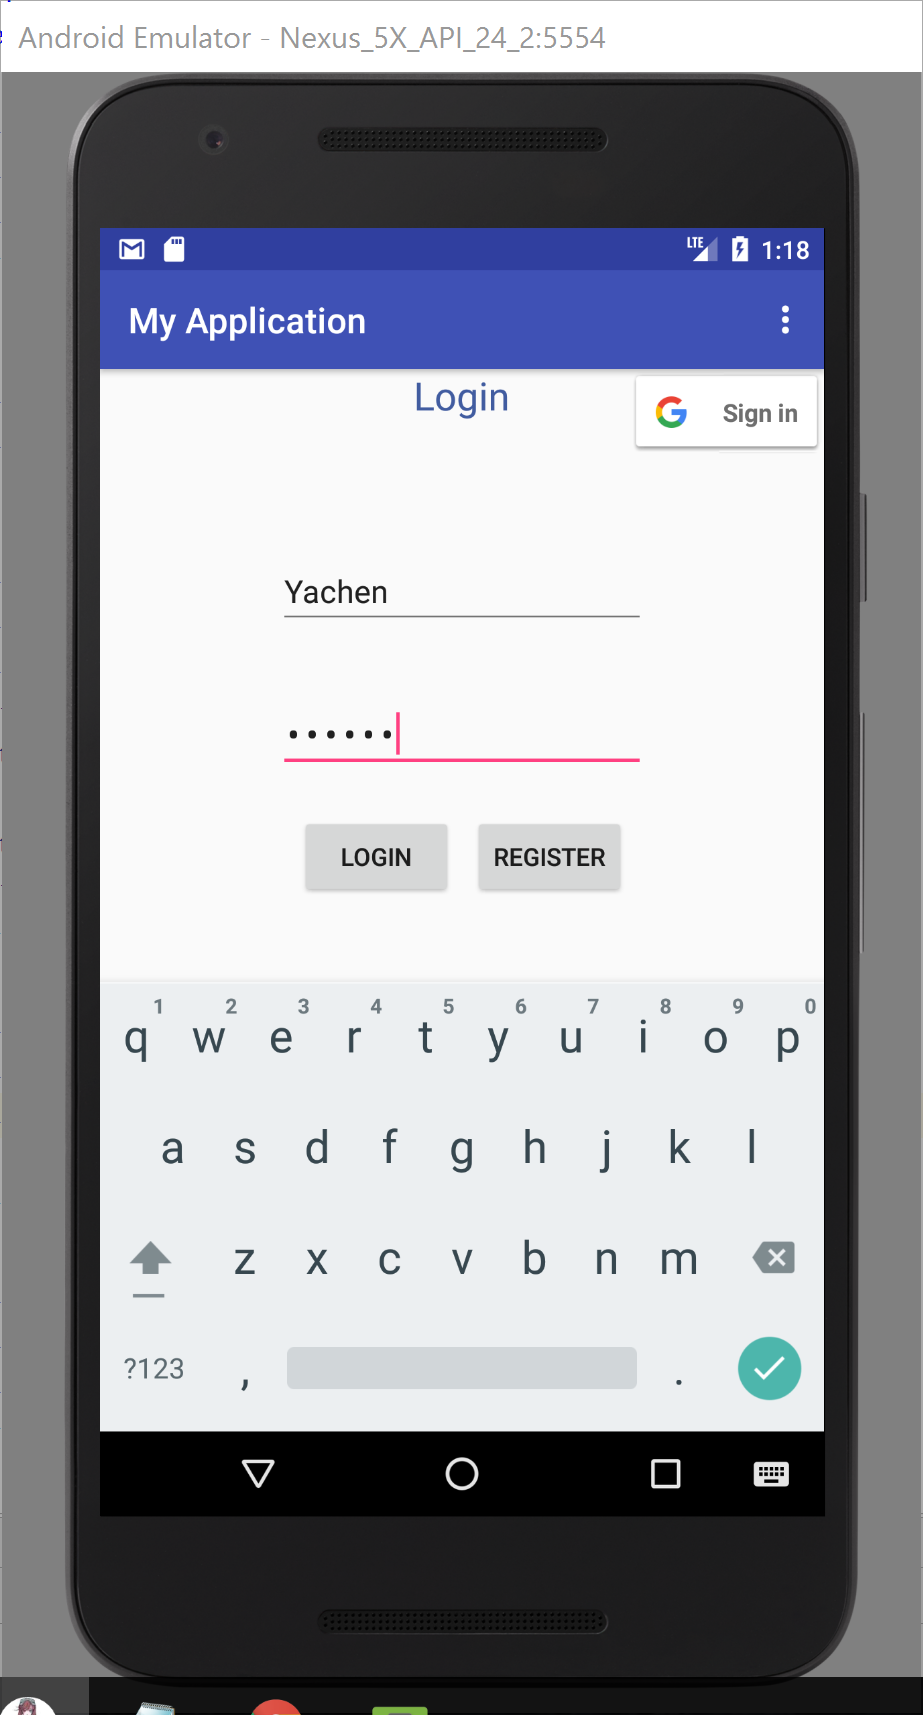 Android Emulator - Nexus_5X_API_24_2:5554
LTE 1:18
My Application
Login
Sign in
Yachen
••••••
LOGIN REGISTER
1 2 3 4 5 6 7 8 9 0
q w e r t y u i o p
a s d f g h j k l
z x c v b n m
?123 , .